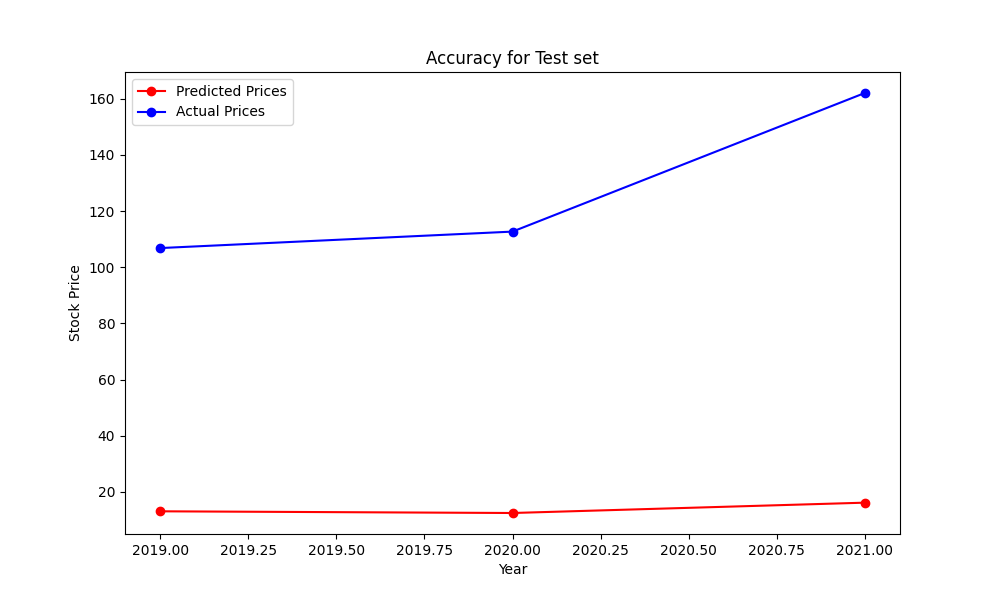 Accuracy for Test set
Predicted Prices
Actual Prices
160
140
120
100
80
60
40
20
Stock Price
2019.00 2019.25 2019.50 2019.75 2020.00 2020.25 2020.50 2020.75 2021.00
Year